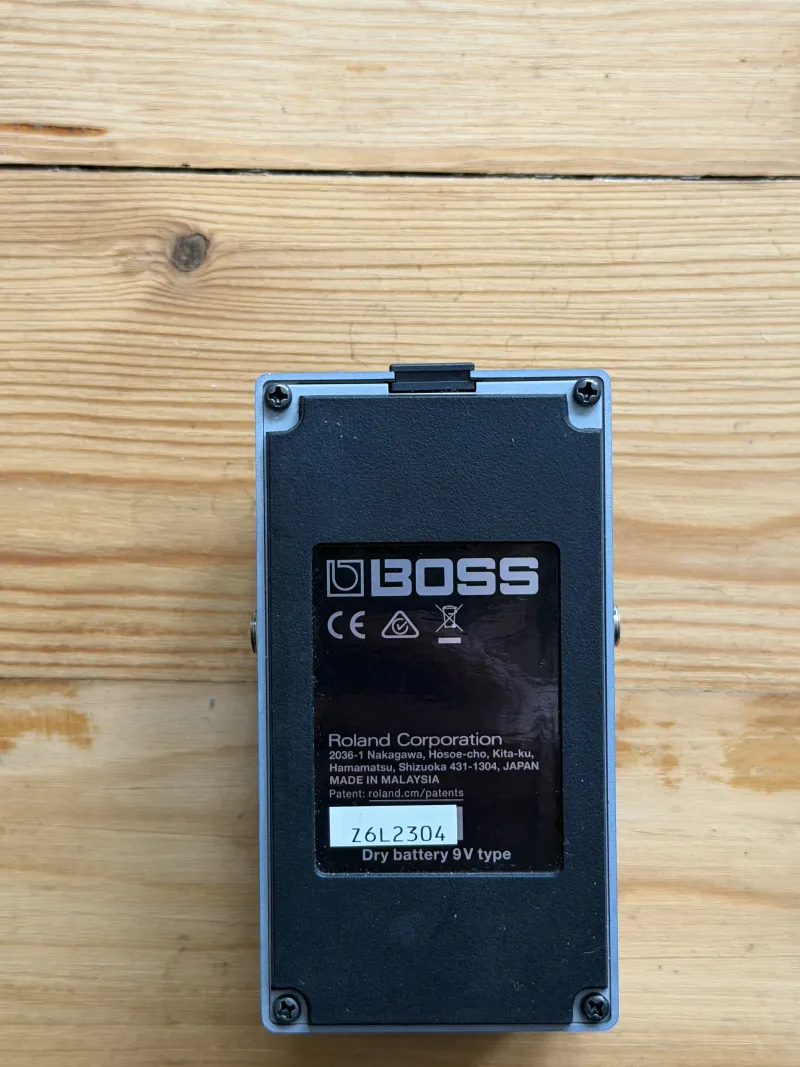 BOSS
CE
Roland Corporation
2036-1 Nakagawa, Hosoe-cho, Kita-ku,
Hamamatsu, Shizuoka 431-1304, JAPAN
MADE IN MALAYSIA
Patent: roland.cm/patents
Z6L2304
Dry battery 9V type